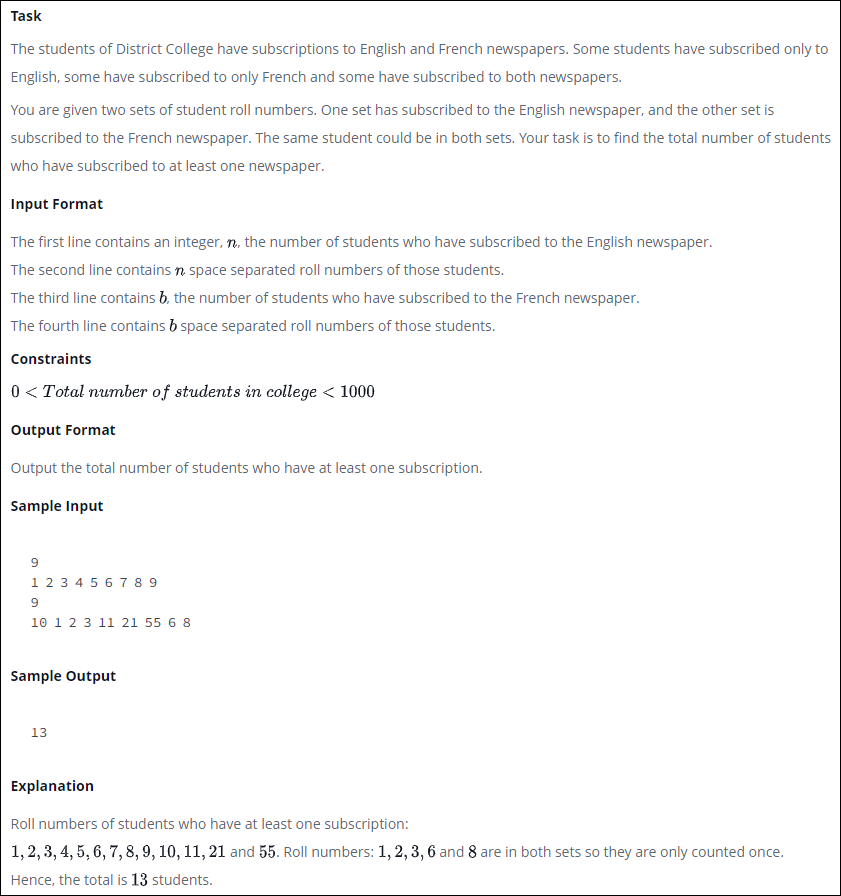 Task
The students of District College have subscriptions to English and French newspapers. Some students have subscribed only to
English, some have subscribed to only French and some have subscribed to both newspapers.
You are given two sets of student roll numbers. One set has subscribed to the English newspaper, and the other set is
subscribed to the French newspaper. The same student could be in both sets. Your task is to find the total number of students
who have subscribed to at least one newspaper.
Input Format
The first line contains an integer, n, the number of students who have subscribed to the English newspaper.
The second line contains n space separated roll numbers of those students.
The third line contains b, the number of students who have subscribed to the French newspaper.
The fourth line contains b space separated roll numbers of those students.
Constraints
0 < Total number of students in college < 1000
Output Format
Output the total number of students who have at least one subscription.
Sample Input
9
1 2 3 4 5 6 7 8 9
9
10 1 2 3 11 21 55 6 8
Sample Output
13
Explanation
Roll numbers of students who have at least one subscription:
1, 2, 3, 4, 5, 6, 7, 8, 9, 10, 11, 21 and 55. Roll numbers: 1, 2, 3, 6 and 8 are in both sets so they are only counted once.
Hence, the total is 13 students.